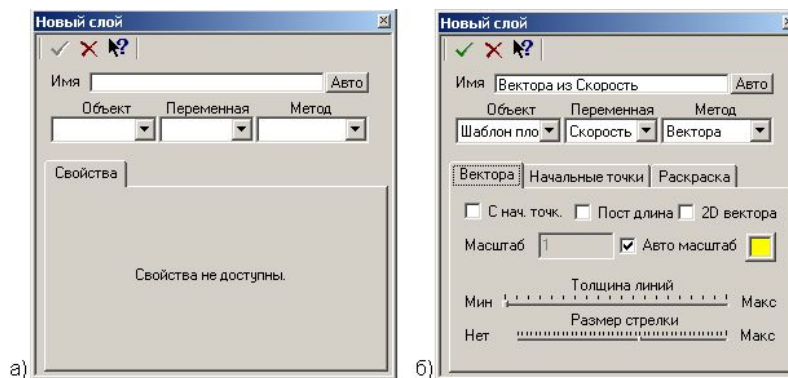 Новый слой
Имя Авто
Объект Переменная Метод
Свойства
Свойства не доступны.
а)
Новый слой
Имя Вектора из Скорость Авто
Объект Переменная Метод
Шаблон пло Скорость Вектора
Вектора Начальные точки Раскраска
С нач. точк. Пост длина 2D вектора
Масштаб 1 Авто масштаб
Толщина линий
Мин Макс
Размер стрелки
Нет Макс
б)